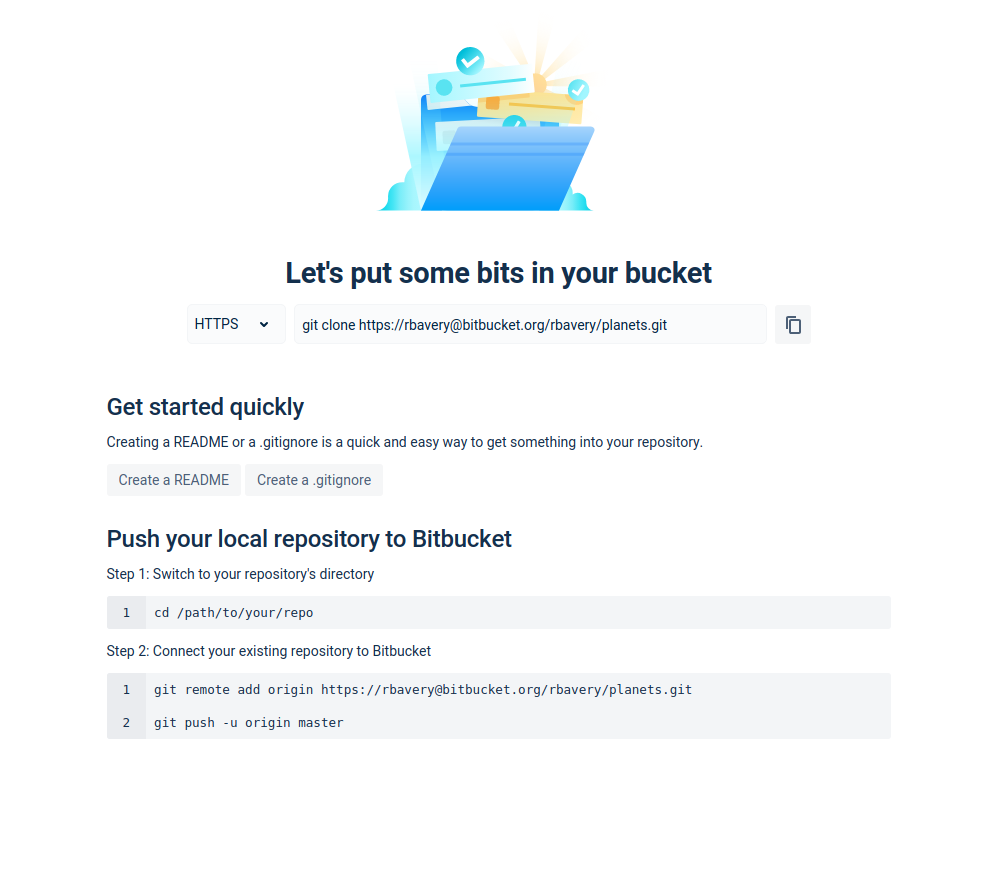 Let's put some bits in your bucket
HTTPS git clone https://rbavery@bitbucket.org/rbavery/planets.git
Get started quickly
Creating a README or a .gitignore is a quick and easy way to get something into your repository.
Create a README Create a .gitignore
Push your local repository to Bitbucket
Step 1: Switch to your repository's directory
1 cd /path/to/your/repo
Step 2: Connect your existing repository to Bitbucket
1 git remote add origin https://rbavery@bitbucket.org/rbavery/planets.git
2 git push -u origin master